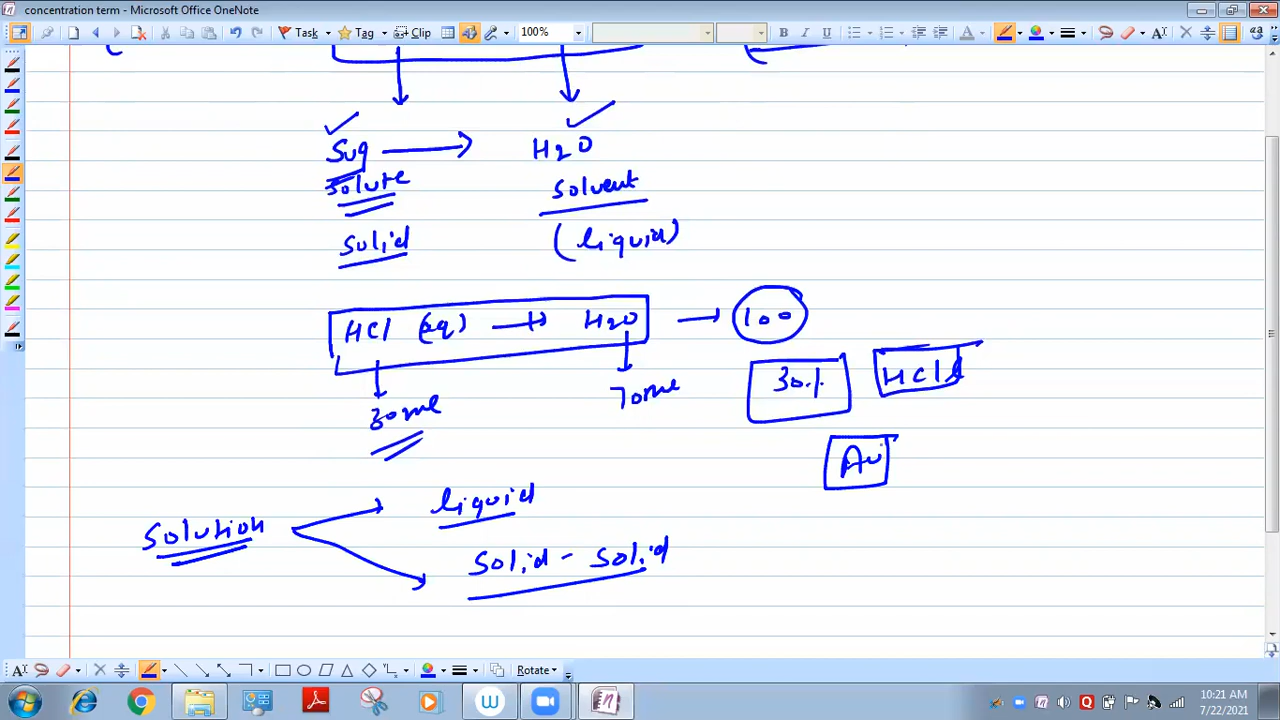 concentration term - Microsoft Office OneNote
Task Tag Clip 100% B I U
Sug → H2O
Solute Solvent
Solid (liquid)
HCl (aq) → H2O → 100
30ml 70ml 30% HCl
Solution liquid
Solid - Solid
Rotate
10:21 AM
7/22/2021